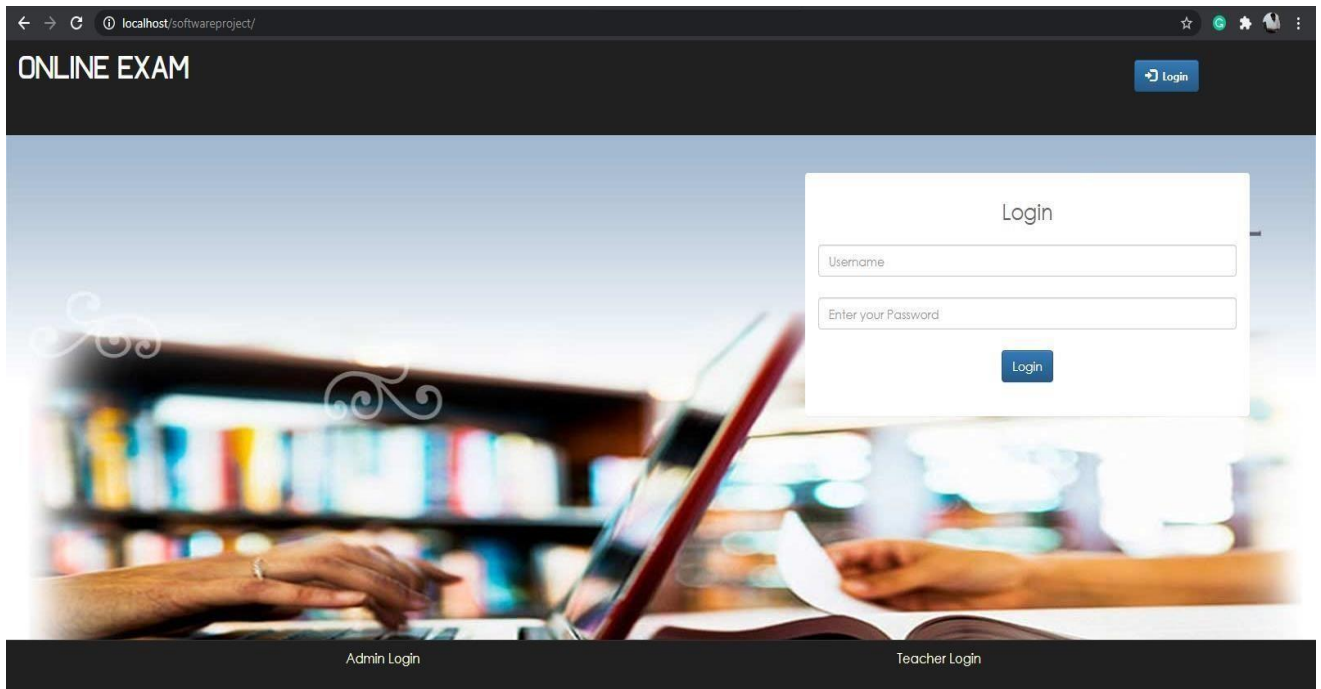 localhost/softwareproject/
ONLINE EXAM
Login
Login
Username
Enter your Password
Login
Admin Login
Teacher Login